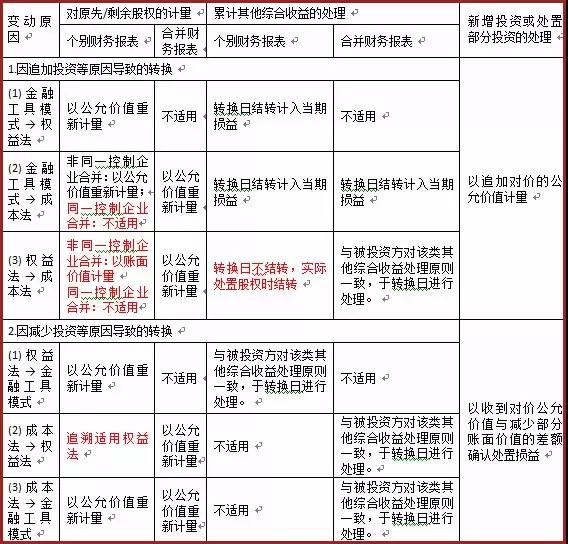 变动原因
对原先/剩余股权的计量
累计其他综合收益的处理
新增投资或处置
部分投资的处理
个别财务报表
合并财
务报表
个别财务报表
合并财务报表
1.因追加投资等原因导致的转换
(1) 金融
工具模
式→权
益法
以公允价值重
新计量
不适用
转换日结转计入当期
损益
不适用
以追加对价的公
允价值计量
(2) 金融
工具模
式→成
本法
非同一控制企
业合并:以公允
价值重新计量;
同一控制企业
合并:不适用
以公允
价值重
新计量
转换日结转计入当期
损益
转换日结转计入当期
损益
(3) 权益
法→成
本法
非同一控制企
业合并:以账面
价值计量
同一控制企业
合并:不适用
以公允
价值重
新计量
转换日不结转,实际
处置股权时结转
与被投资方对该类其
他综合收益处理原则
一致,于转换日进行
处理。
2.因减少投资等原因导致的转换
(1) 权益
法→金
融工具
模式
以公允价值重
新计量
不适用
与被投资方对该类其
他综合收益处理原则
一致,于转换日进行
处理。
不适用
以收到对价公允
价值与减少部分
账面价值的差额
确认处置损益
(2) 成本
法→权
益法
追溯适用权益
法
以公允
价值重
新计量
不适用
与被投资方对该类其
他综合收益处理原则
一致,于转换日进行
处理。
(3) 成本
法→金
融工具
模式
以公允价值重
新计量
以公允
价值重
新计量
不适用
与被投资方对该类其
他综合收益处理原则
一致,于转换日进行
处理。